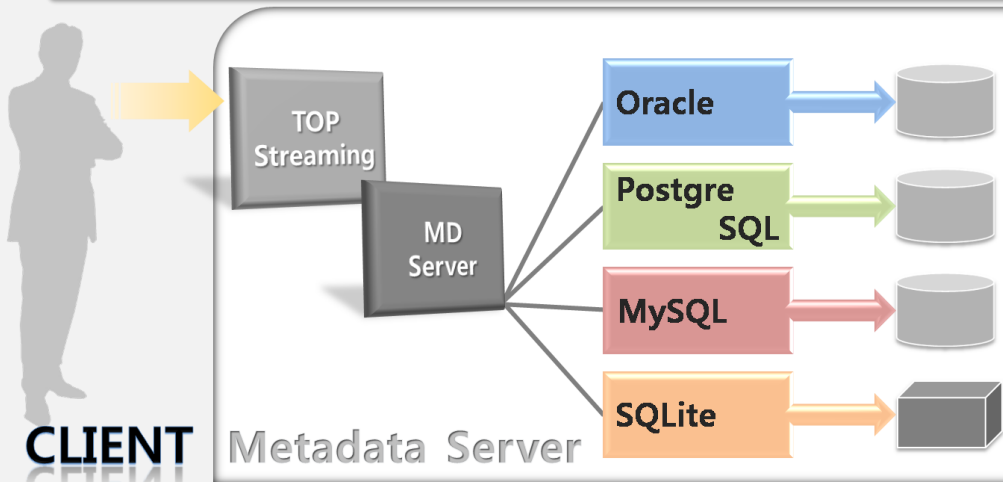 TOP
Streaming
MD
Server
Oracle
Postgre
SQL
MySQL
SQLite
CLIENT
Metadata Server